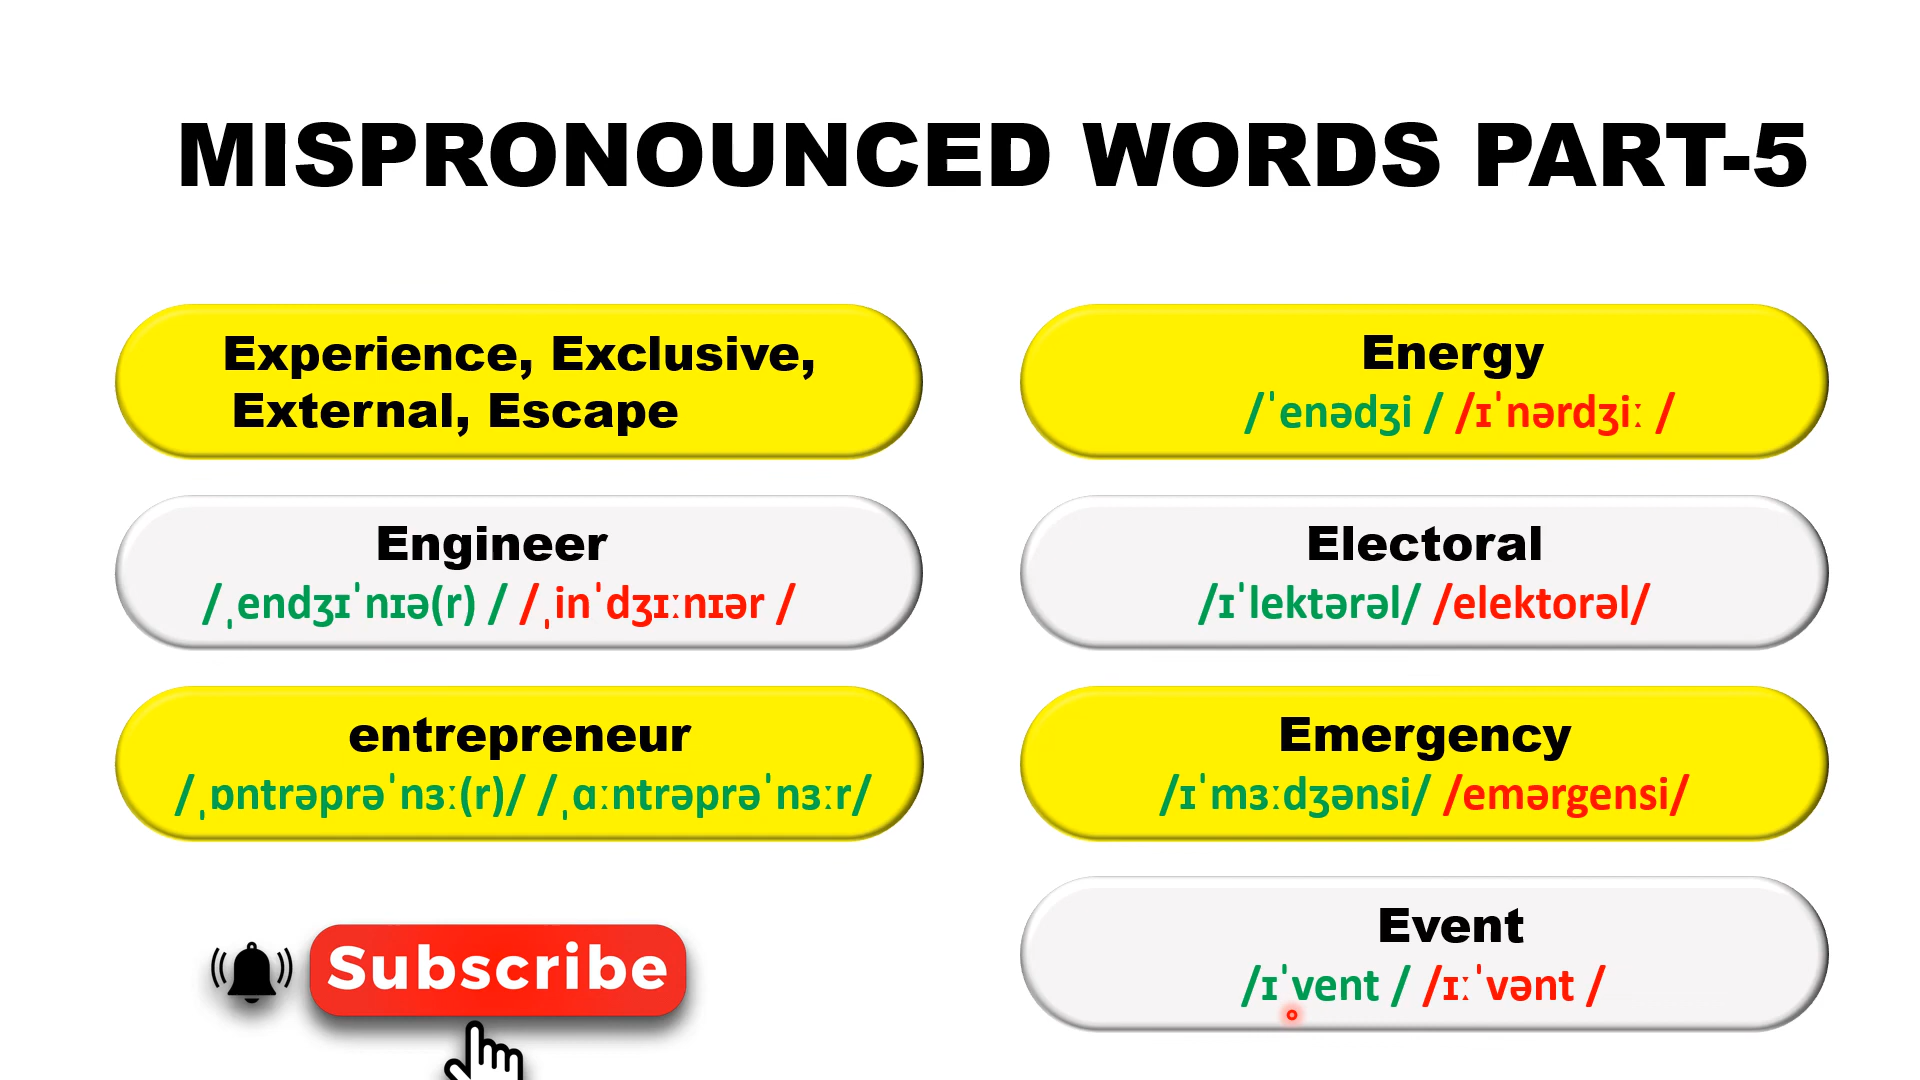 MISPRONOUNCED WORDS PART-5
Experience, Exclusive,
External, Escape
Engineer
/ˌendʒɪˈnɪə(r) / /ˌinˈdʒɪːnɪər /
entrepreneur
/ˌɒntrəprəˈnɜː(r)/ /ˌɑːntrəprəˈnɜːr/
Subscribe
Energy
/ˈenədʒi / /ɪˈnərdʒiː /
Electoral
/ɪˈlektərəl/ /elektorəl/
Emergency
/ɪˈmɜːdʒənsi/ /emərgensi/
Event
/ɪˈvent / /ɪːˈvənt /